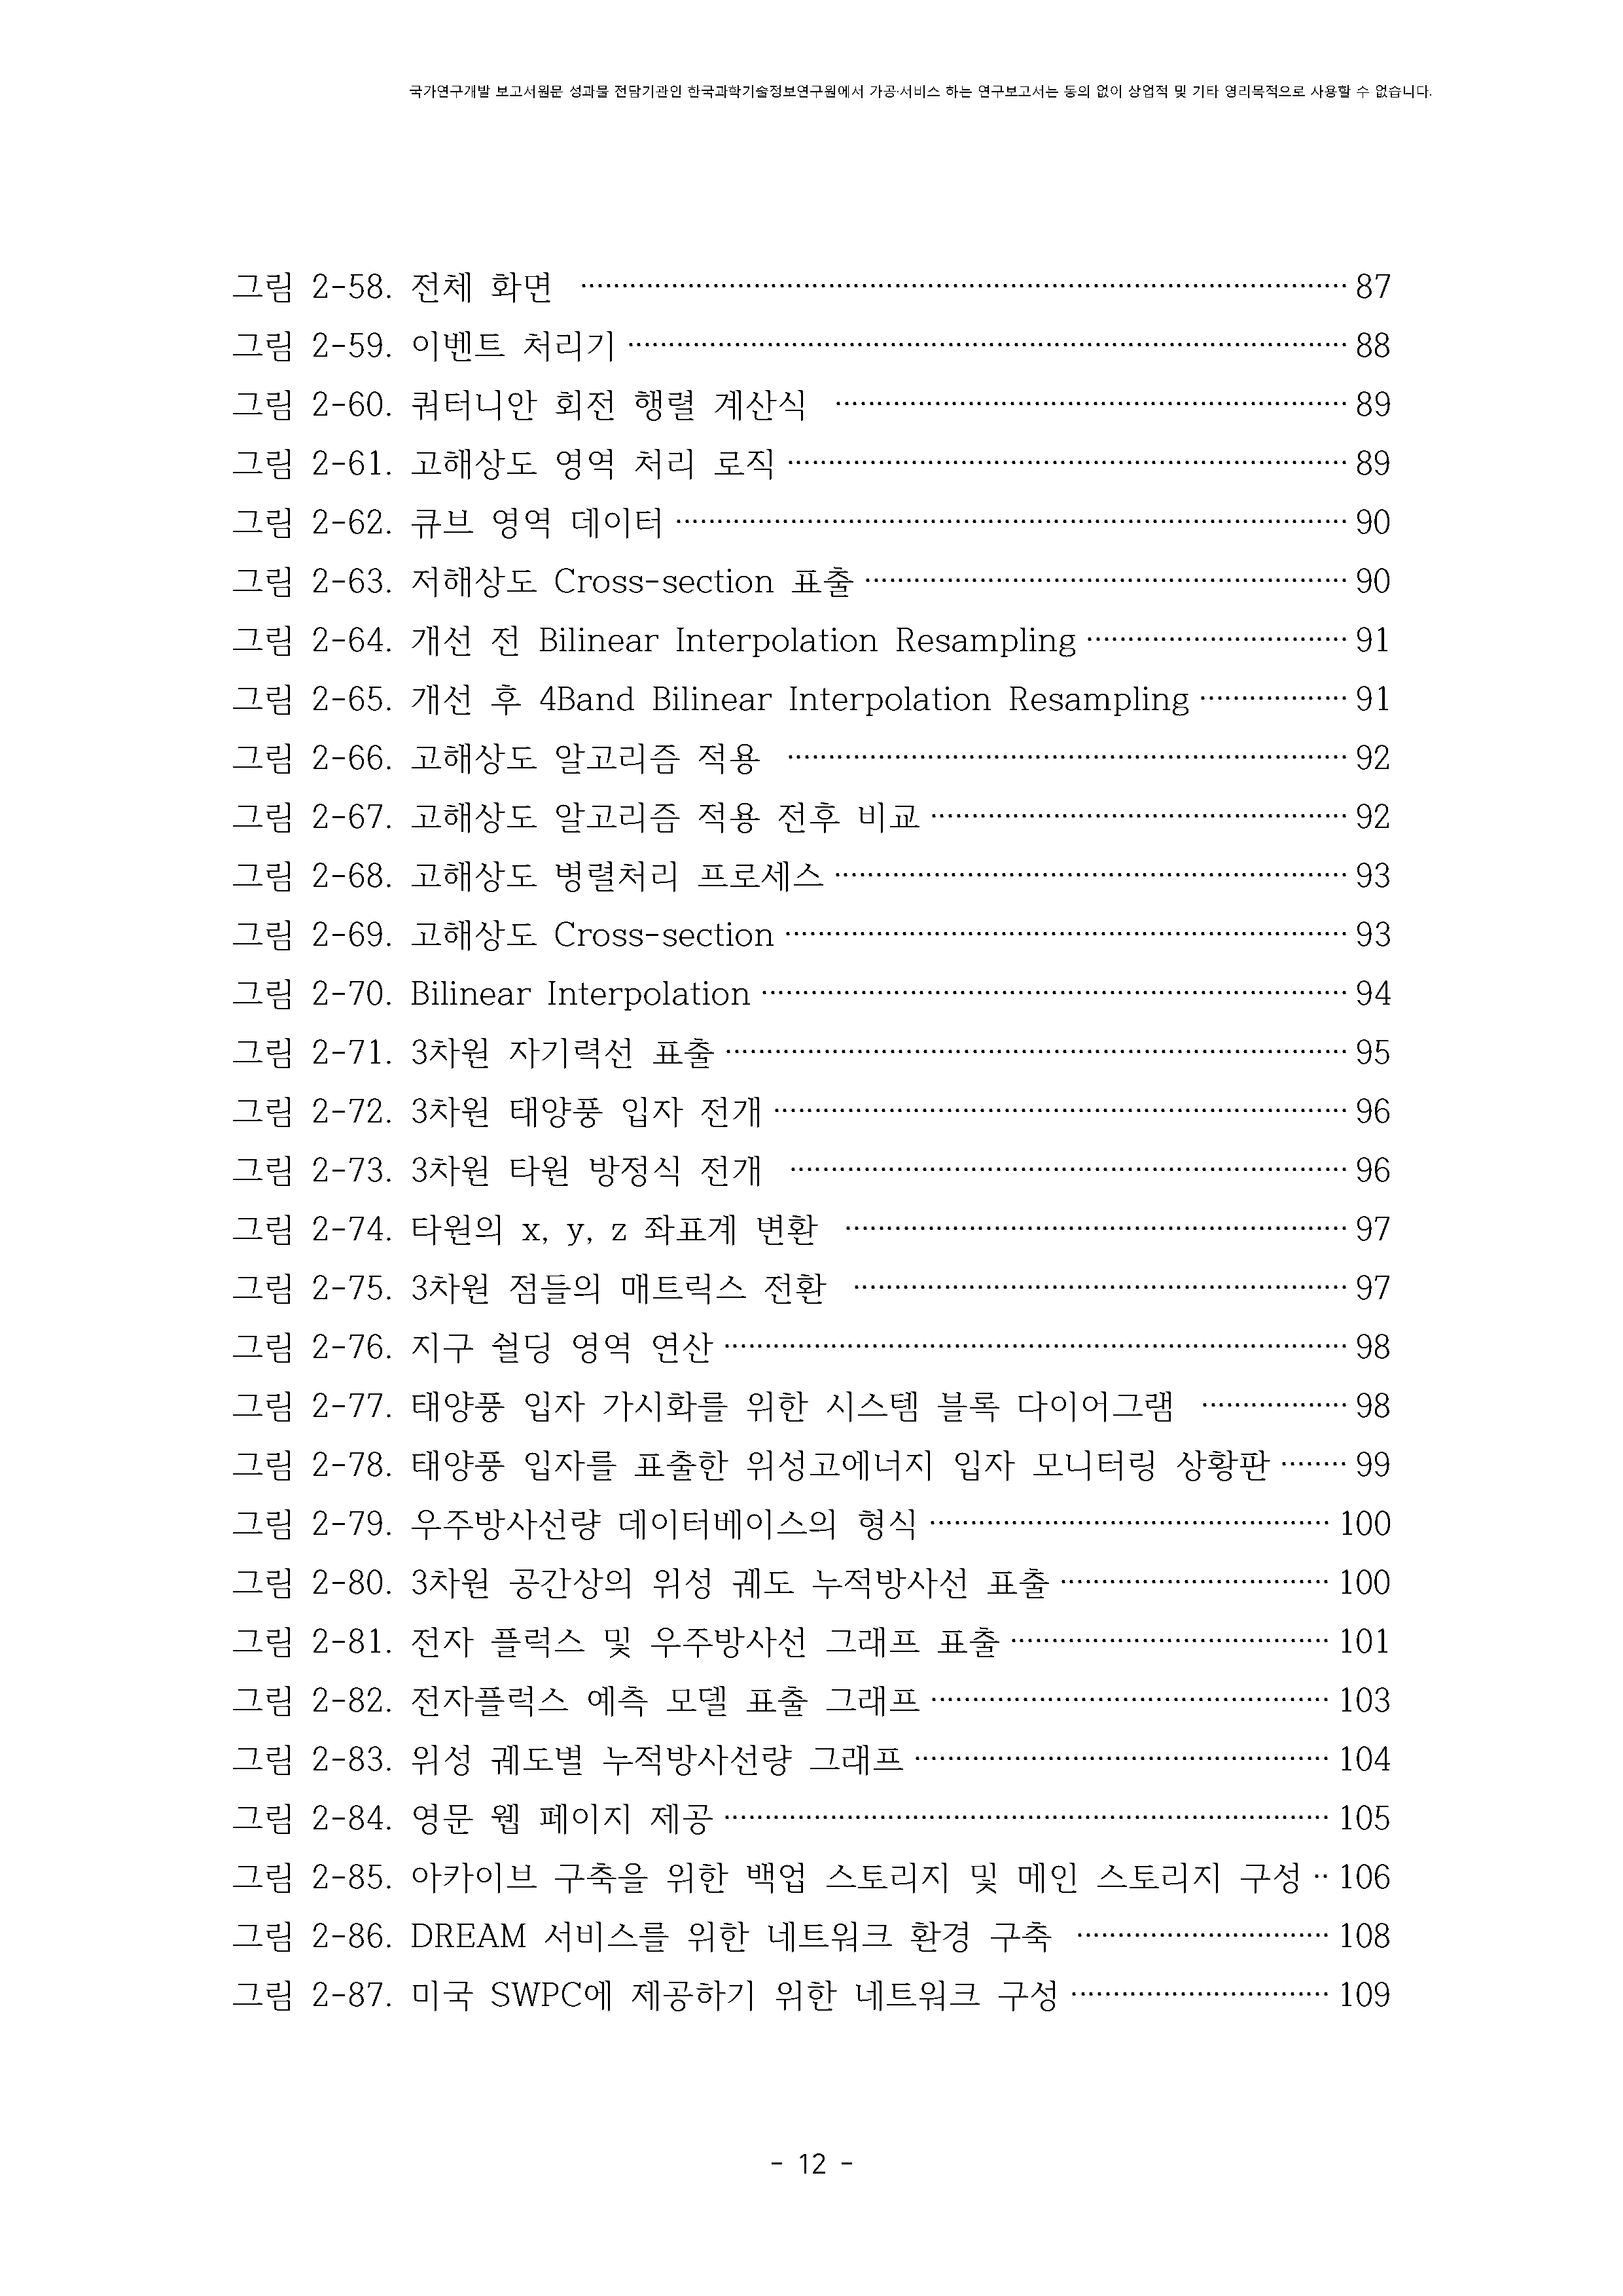 국가연구개발 보고서원문 성과물 전담기관인 한국과학기술정보연구원에서 가공·서비스 하는 연구보고서는 동의 없이 상업적 및 기타 영리목적으로 사용할 수 없습니다.
그림 2-58. 전체 화면 ················ 87
그림 2-59. 이벤트 처리기 ················ 88
그림 2-60. 쿼터니안 회전 행렬 계산식 ················ 89
그림 2-61. 고해상도 영역 처리 로직 ················ 89
그림 2-62. 큐브 영역 데이터 ················ 90
그림 2-63. 저해상도 Cross-section 표출 ················ 90
그림 2-64. 개선 전 Bilinear Interpolation Resampling ················ 91
그림 2-65. 개선 후 4Band Bilinear Interpolation Resampling ················ 91
그림 2-66. 고해상도 알고리즘 적용 ················ 92
그림 2-67. 고해상도 알고리즘 적용 전후 비교 ················ 92
그림 2-68. 고해상도 병렬처리 프로세스 ················ 93
그림 2-69. 고해상도 Cross-section ················ 93
그림 2-70. Bilinear Interpolation ················ 94
그림 2-71. 3차원 자기력선 표출 ················ 95
그림 2-72. 3차원 태양풍 입자 전개 ················ 96
그림 2-73. 3차원 타원 방정식 전개 ················ 96
그림 2-74. 타원의 x, y, z 좌표계 변환 ················ 97
그림 2-75. 3차원 점들의 매트릭스 전환 ················ 97
그림 2-76. 지구 쉴딩 영역 연산 ················ 98
그림 2-77. 태양풍 입자 가시화를 위한 시스템 블록 다이어그램 ················ 98
그림 2-78. 태양풍 입자를 표출한 위성고에너지 입자 모니터링 상황판 ········ 99
그림 2-79. 우주방사선량 데이터베이스의 형식 ················ 100
그림 2-80. 3차원 공간상의 위성 궤도 누적방사선 표출 ················ 100
그림 2-81. 전자 플럭스 및 우주방사선 그래프 표출 ················ 101
그림 2-82. 전자플럭스 예측 모델 표출 그래프 ················ 103
그림 2-83. 위성 궤도별 누적방사선량 그래프 ················ 104
그림 2-84. 영문 웹 페이지 제공 ················ 105
그림 2-85. 아카이브 구축을 위한 백업 스토리지 및 메인 스토리지 구성 ·· 106
그림 2-86. DREAM 서비스를 위한 네트워크 환경 구축 ················ 108
그림 2-87. 미국 SWPC에 제공하기 위한 네트워크 구성 ················ 109
- 12 -